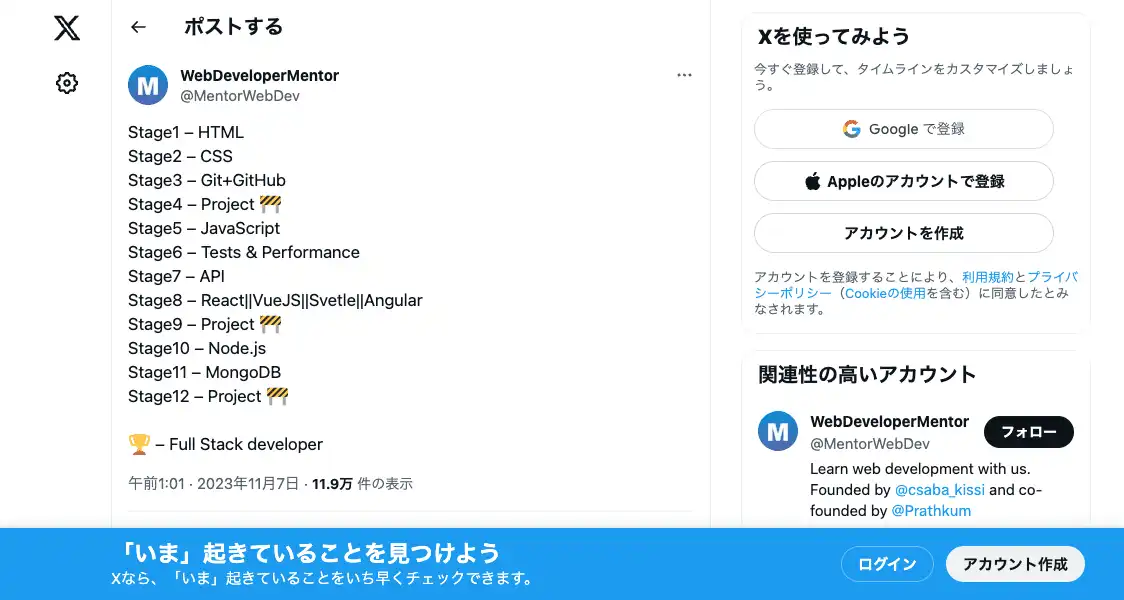 ポストする
WebDeveloperMentor
@MentorWebDev
Stage1 – HTML
Stage2 – CSS
Stage3 – Git+GitHub
Stage4 – Project 🚧
Stage5 – JavaScript
Stage6 – Tests & Performance
Stage7 – API
Stage8 – React||VueJS||Svetle||Angular
Stage9 – Project 🚧
Stage10 – Node.js
Stage11 – MongoDB
Stage12 – Project 🚧
🏆 – Full Stack developer
午前1:01 · 2023年11月7日 · 11.9万 件の表示
Xを使ってみよう
今すぐ登録して、タイムラインをカスタマイズしましょ
う。
Google で登録
Appleのアカウントで登録
アカウントを作成
アカウントを登録することにより、利用規約とプライバ
シーポリシー（Cookieの使用を含む）に同意したとみ
なされます。
関連性の高いアカウント
WebDeveloperMentor
@MentorWebDev
フォロー
Learn web development with us.
Founded by @csaba_kissi and co-
founded by @Prathkum
「いま」起きていることを見つけよう
Xなら、「いま」起きていることをいち早くチェックできます。
ログイン
アカウント作成